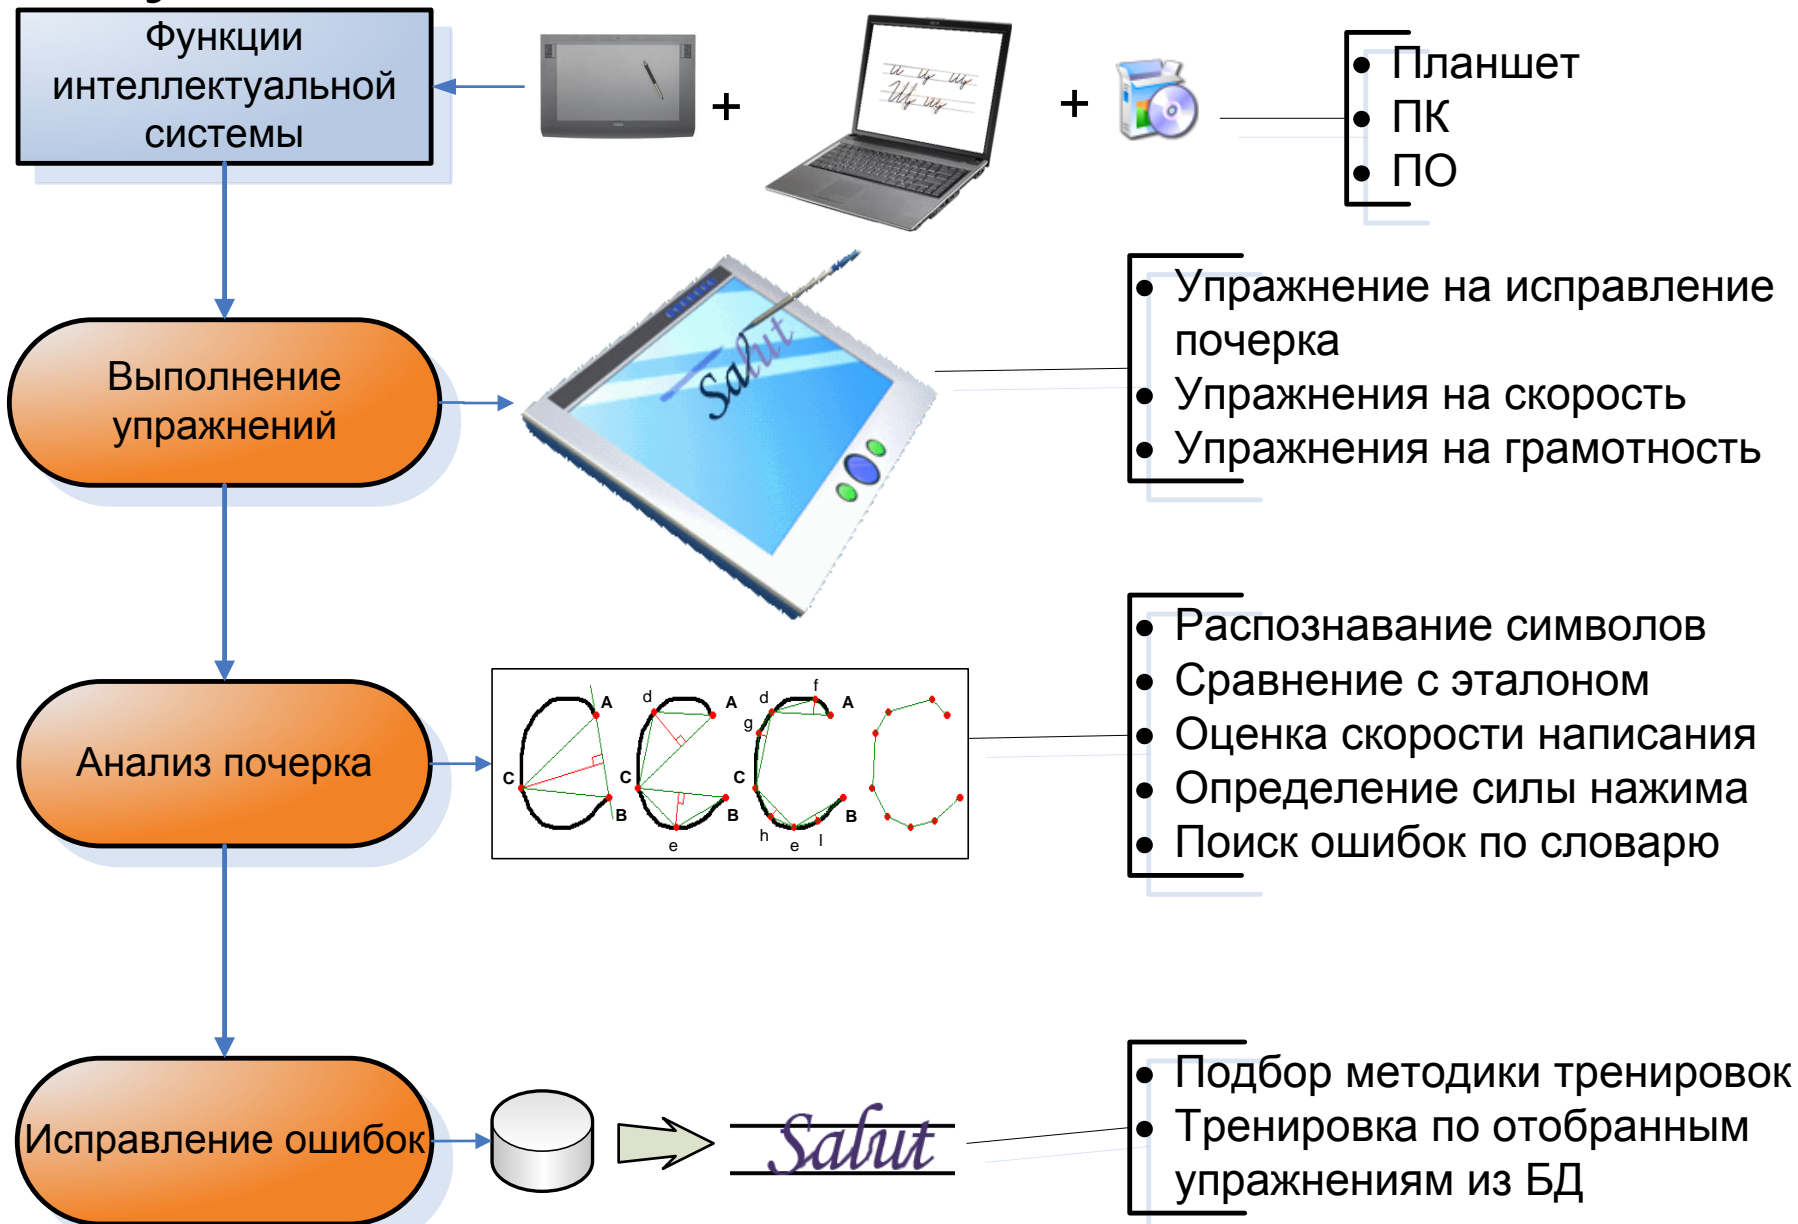 Функции
интеллектуальной
системы
+
+
• Планшет
• ПК
• ПО
Выполнение
упражнений
Salut
• Упражнение на исправление
почерка
• Упражнения на скорость
• Упражнения на грамотность
Анализ почерка
A
C
B
d
A
C
B
e
d
f
A
g
C
B
h
e
l
• Распознавание символов
• Сравнение с эталоном
• Оценка скорости написания
• Определение силы нажима
• Поиск ошибок по словарю
Исправление ошибок
Salut
• Подбор методики тренировок
• Тренировка по отобранным
упражнениям из БД